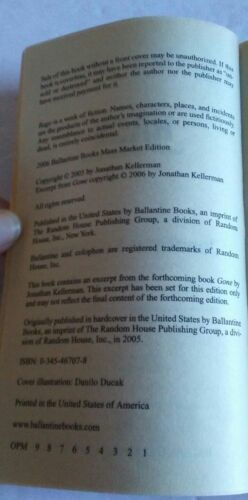 Sale of this book without a front cover may be unauthorized. If this
book is coverless, it may have been reported to the publisher as "un-
sold or destroyed" and neither the author nor the publisher may
have received payment for it.
Rage is a work of fiction. Names, characters, places, and incidents
are the products of the author's imagination or are used fictitiously.
Any resemblance to actual events, locales, or persons, living or
dead, is entirely coincidental.
2006 Ballantine Books Mass Market Edition
Copyright © 2005 by Jonathan Kellerman
Excerpt from Gone copyright © 2006 by Jonathan Kellerman
All rights reserved.
Published in the United States by Ballantine Books, an imprint of
The Random House Publishing Group, a division of Random
House, Inc., New York.
Ballantine and colophon are registered trademarks of Random
House, Inc.
This book contains an excerpt from the forthcoming book Gone by
Jonathan Kellerman. This excerpt has been set for this edition only
and may not reflect the final content of the forthcoming edition.
Originally published in hardcover in the United States by Ballantine
Books, an imprint of The Random House Publishing Group, a divi-
sion of Random House, Inc., in 2005.
ISBN: 0-345-46707-8
Cover illustration: Danilo Ducak
Printed in the United States of America
www.ballantinebooks.com
OPM 9 8 7 6 5 4 3 2 1